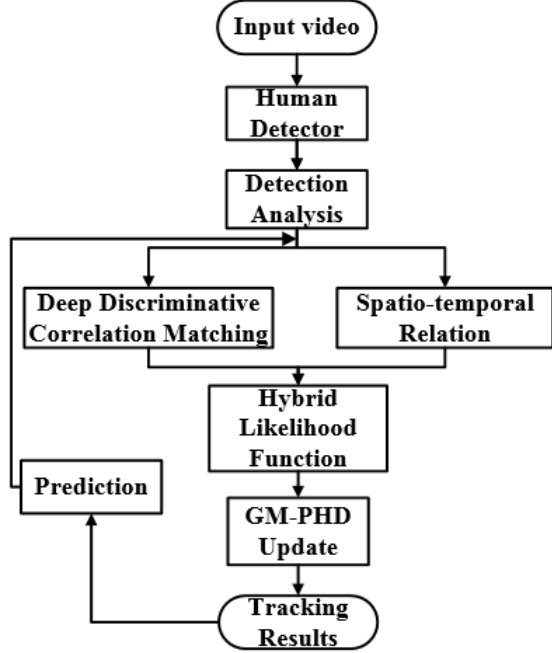 Input video
Human
Detector
Detection
Analysis
Deep Discriminative
Correlation Matching
Spatio-temporal
Relation
Hybrid
Likelihood
Function
Prediction
GM-PHD
Update
Tracking
Results